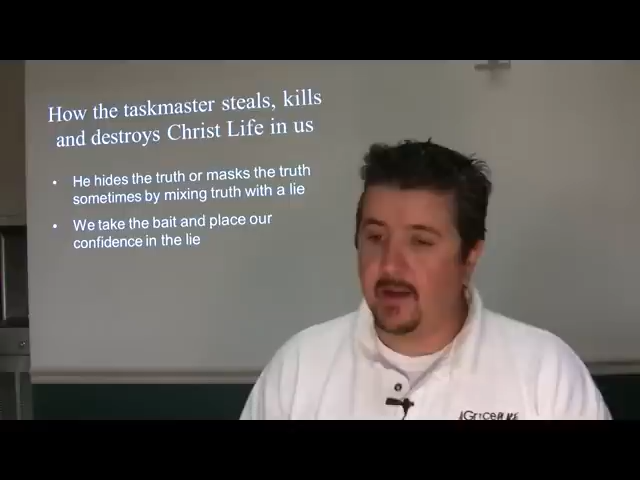 How the taskmaster steals, kills
and destroys Christ Life in us
• He hides the truth or masks the truth
sometimes by mixing truth with a lie
• We take the bait and place our
confidence in the lie